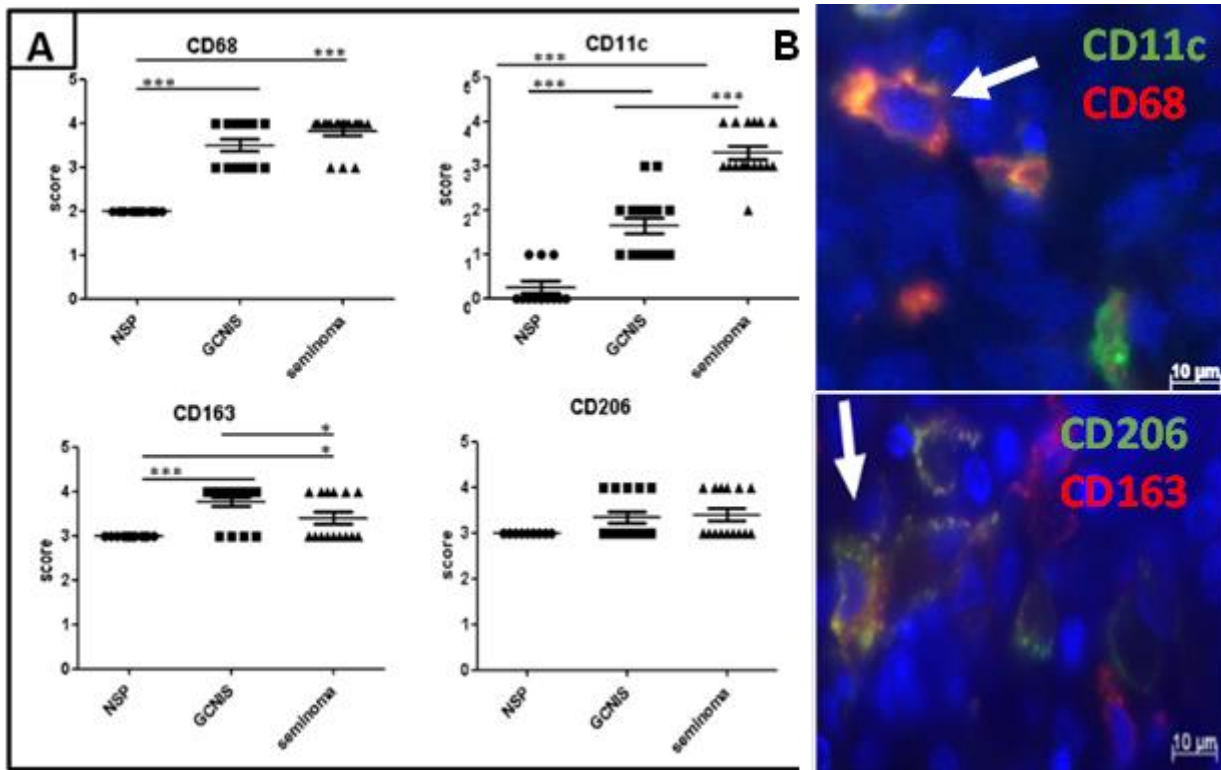 A
CD68
***
***
score
5
4
3
2
1
0
NSP
GCNIS
seminoma
CD11c
***
***
***
score
5
4
3
2
1
0
NSP
GCNIS
seminoma
CD163
*
*
***
score
5
4
3
2
1
0
NSP
GCNIS
seminoma
CD206
score
5
4
3
2
1
0
NSP
GCNIS
seminoma
B
CD11c
CD68
10 µm
CD206
CD163
10 µm